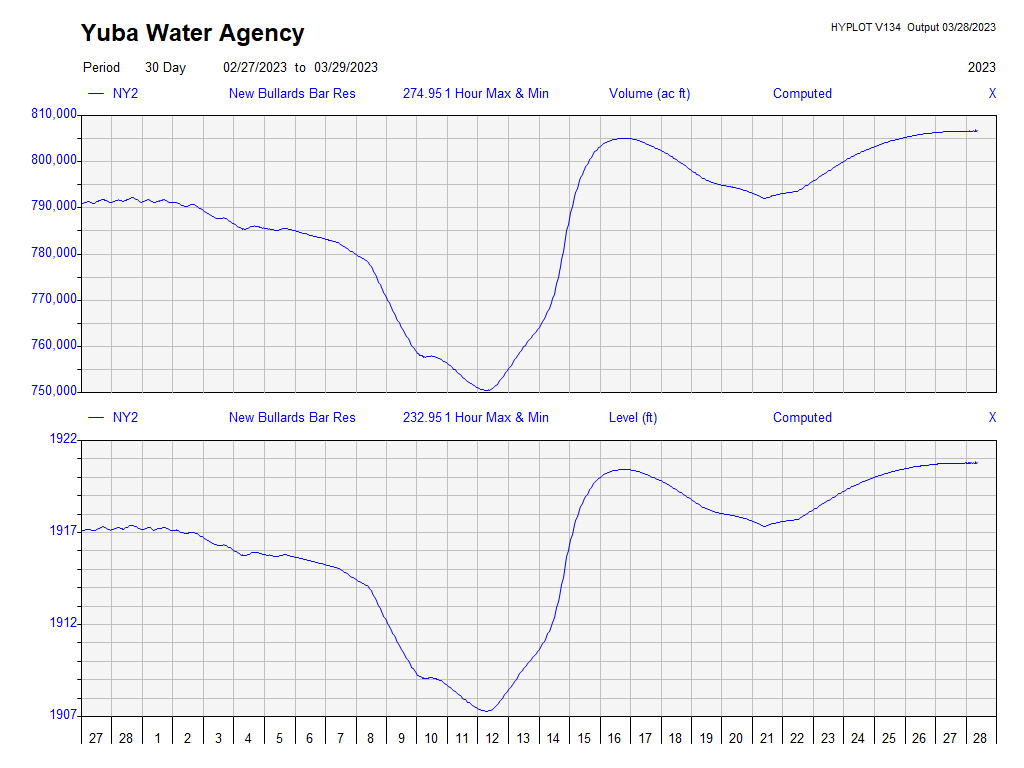 Yuba Water Agency
HYPLOT V134 Output 03/28/2023
Period 30 Day 02/27/2023 to 03/29/2023 2023
NY2 New Bullards Bar Res 274.95 1 Hour Max & Min Volume (ac ft) Computed X
810,000
800,000
790,000
780,000
770,000
760,000
750,000
NY2 New Bullards Bar Res 232.95 1 Hour Max & Min Level (ft) Computed X
1922
1917
1912
1907
27 28 1 2 3 4 5 6 7 8 9 10 11 12 13 14 15 16 17 18 19 20 21 22 23 24 25 26 27 28